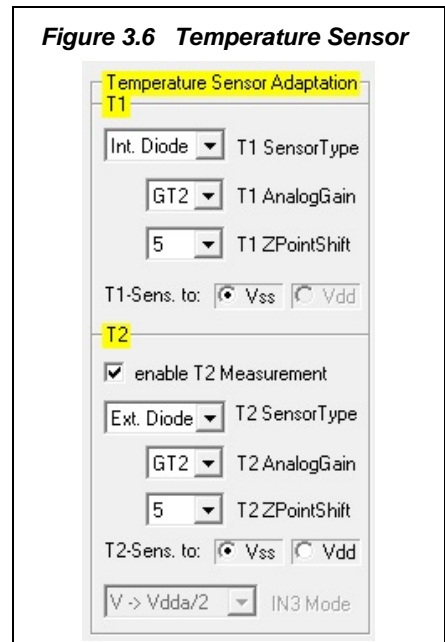 Figure 3.6 Temperature Sensor
Temperature Sensor Adaptation
T1
Int. Diode T1 SensorType
GT2 T1 AnalogGain
5 T1 ZPointShift
T1-Sens. to: Vss Vdd
T2
enable T2 Measurement
Ext. Diode T2 SensorType
GT2 T2 AnalogGain
5 T2 ZPointShift
T2-Sens. to: Vss Vdd
V -> Vdda/2 IN3 Mode